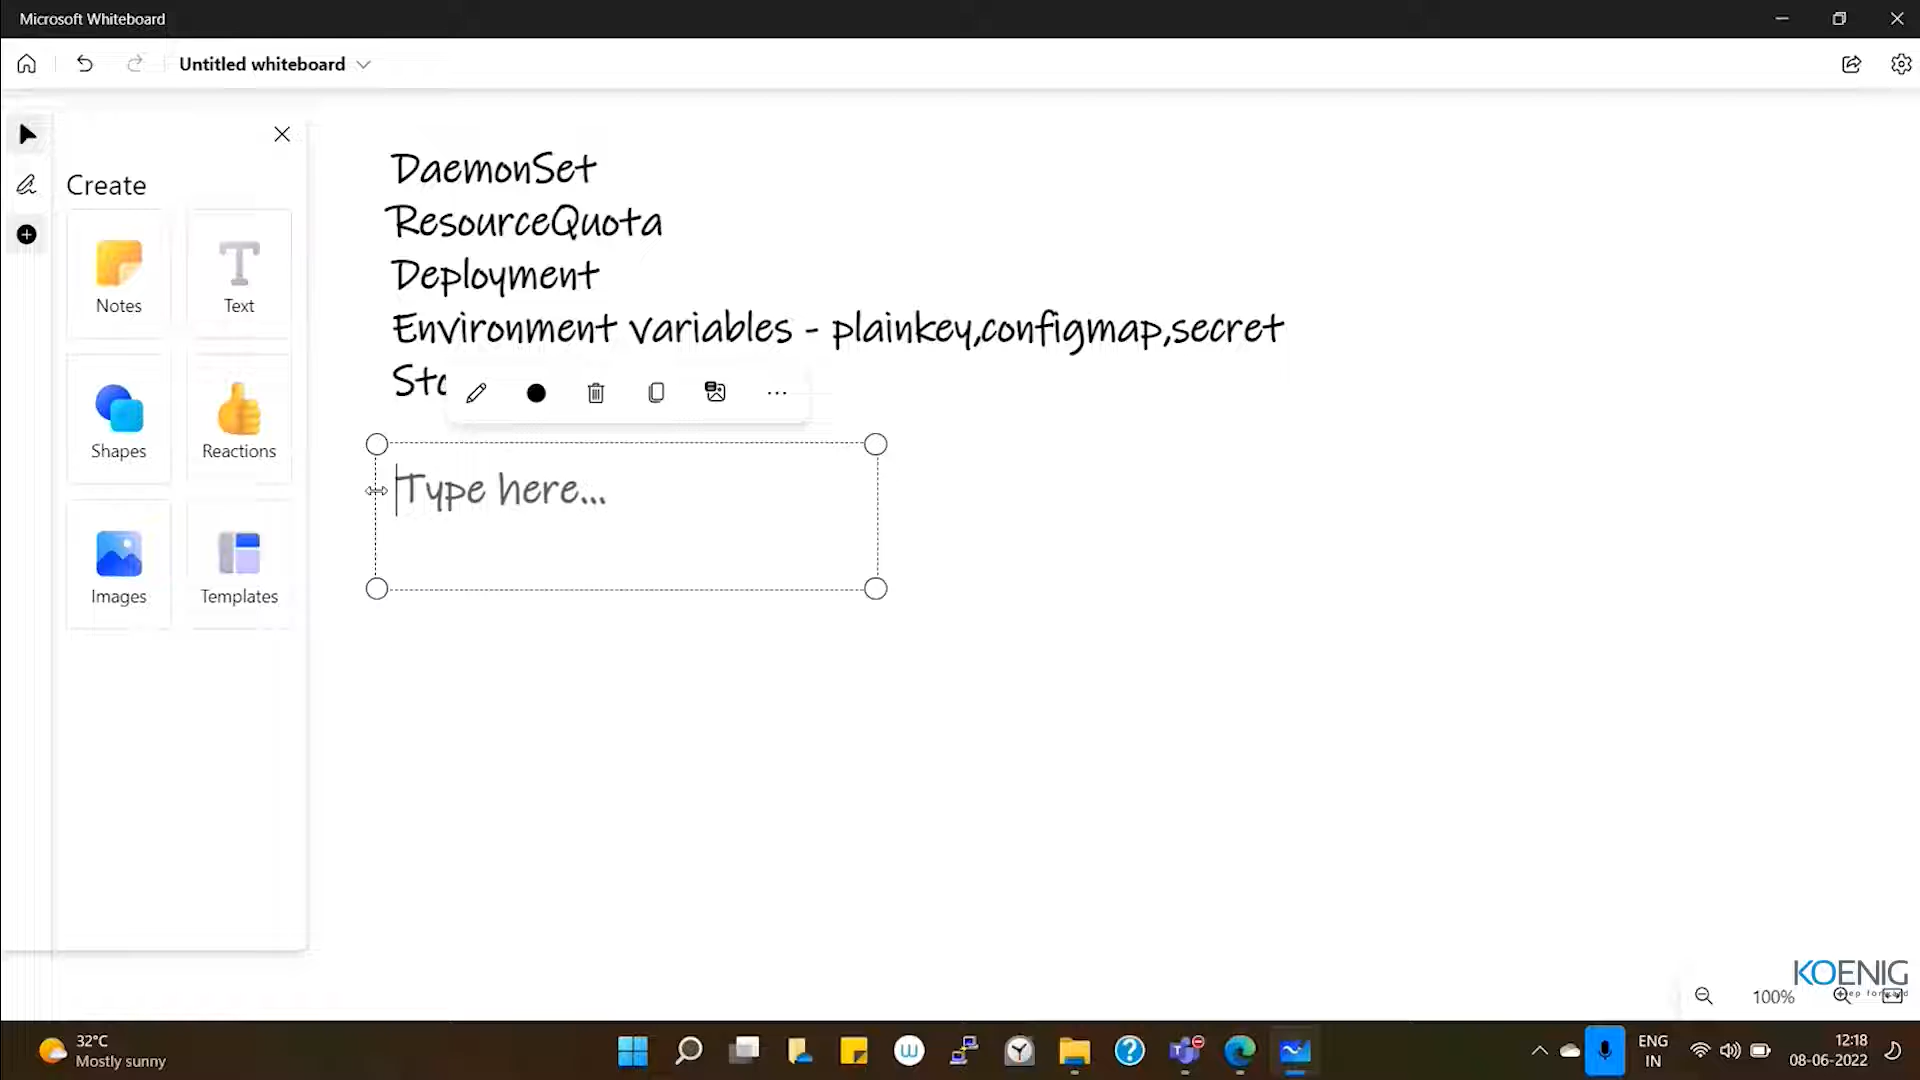 Microsoft Whiteboard
Untitled whiteboard
Create
Notes
Text
Shapes
Reactions
Images
Templates
DaemonSet
ResourceQuota
Deployment
Environment variables - plainkey,configmap,secret
Type here...
KOENIG
100%
32°C
Mostly sunny
ENG
IN
12:18
08-06-2022